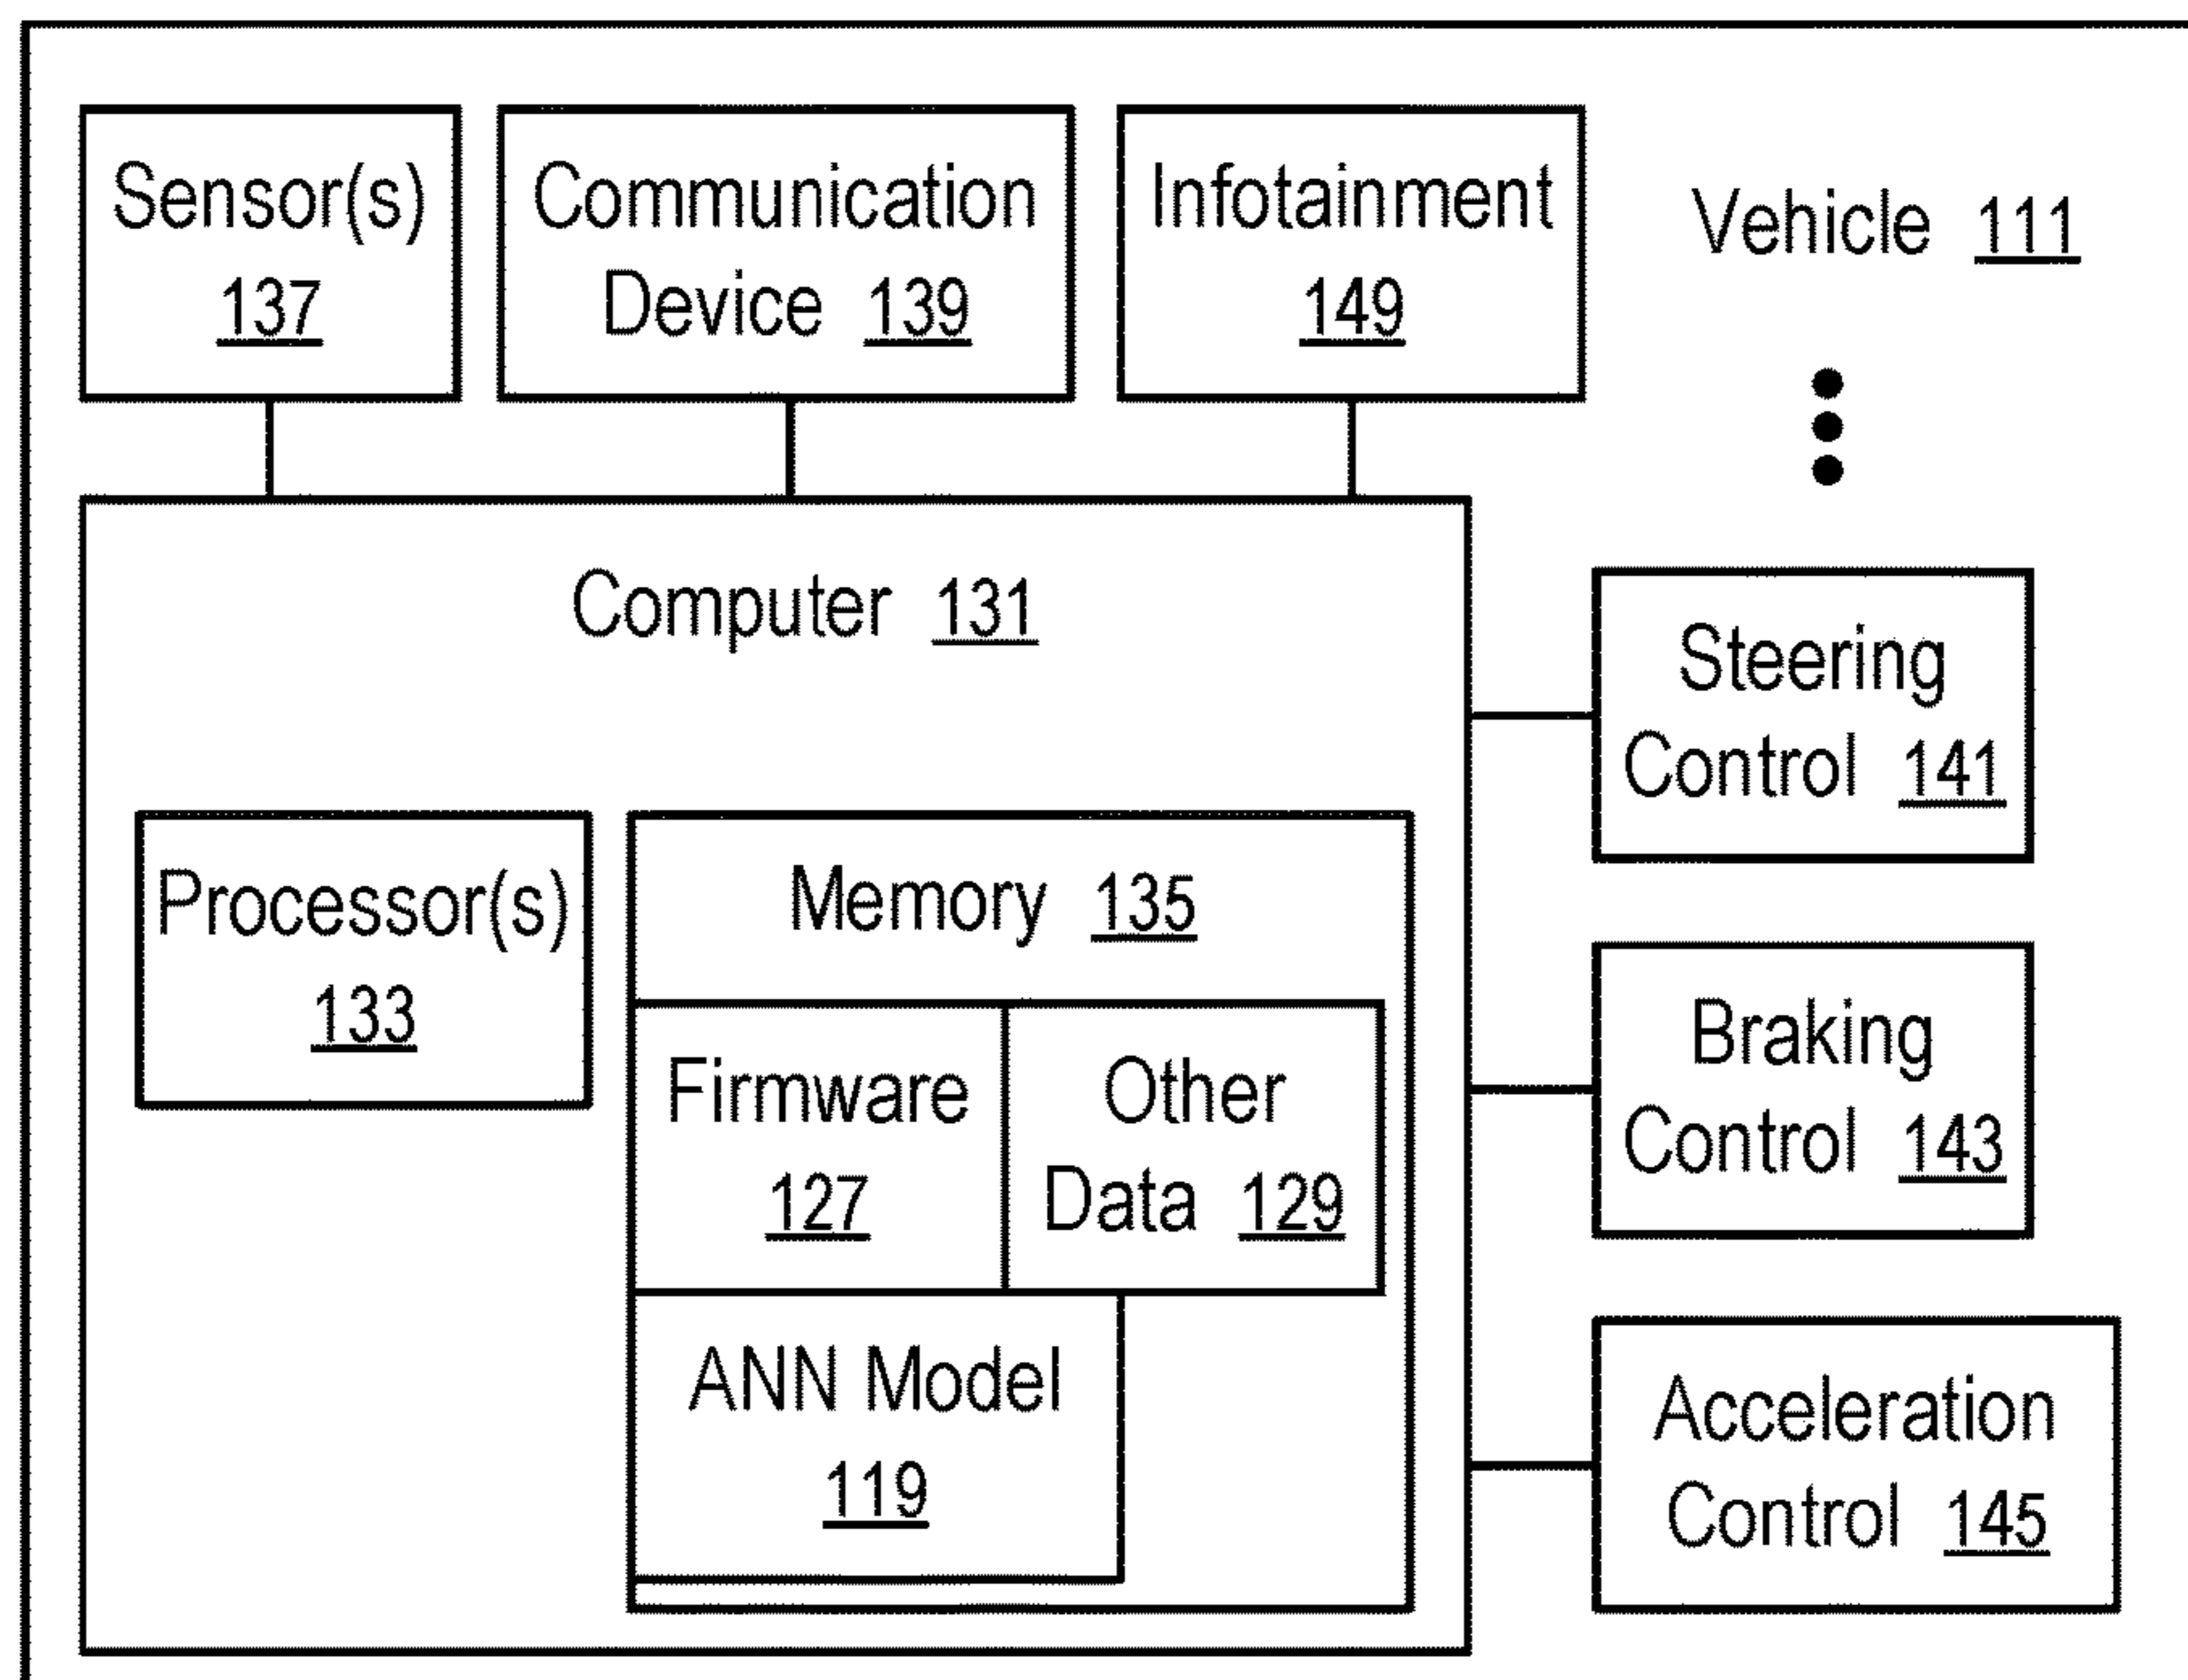 Sensor(s)
137
Communication
Device 139
Infotainment
149
Vehicle 111
Computer 131
Steering
Control 141
Processor(s)
133
Memory 135
Firmware
127
Other
Data 129
ANN Model
119
Braking
Control 143
Acceleration
Control 145